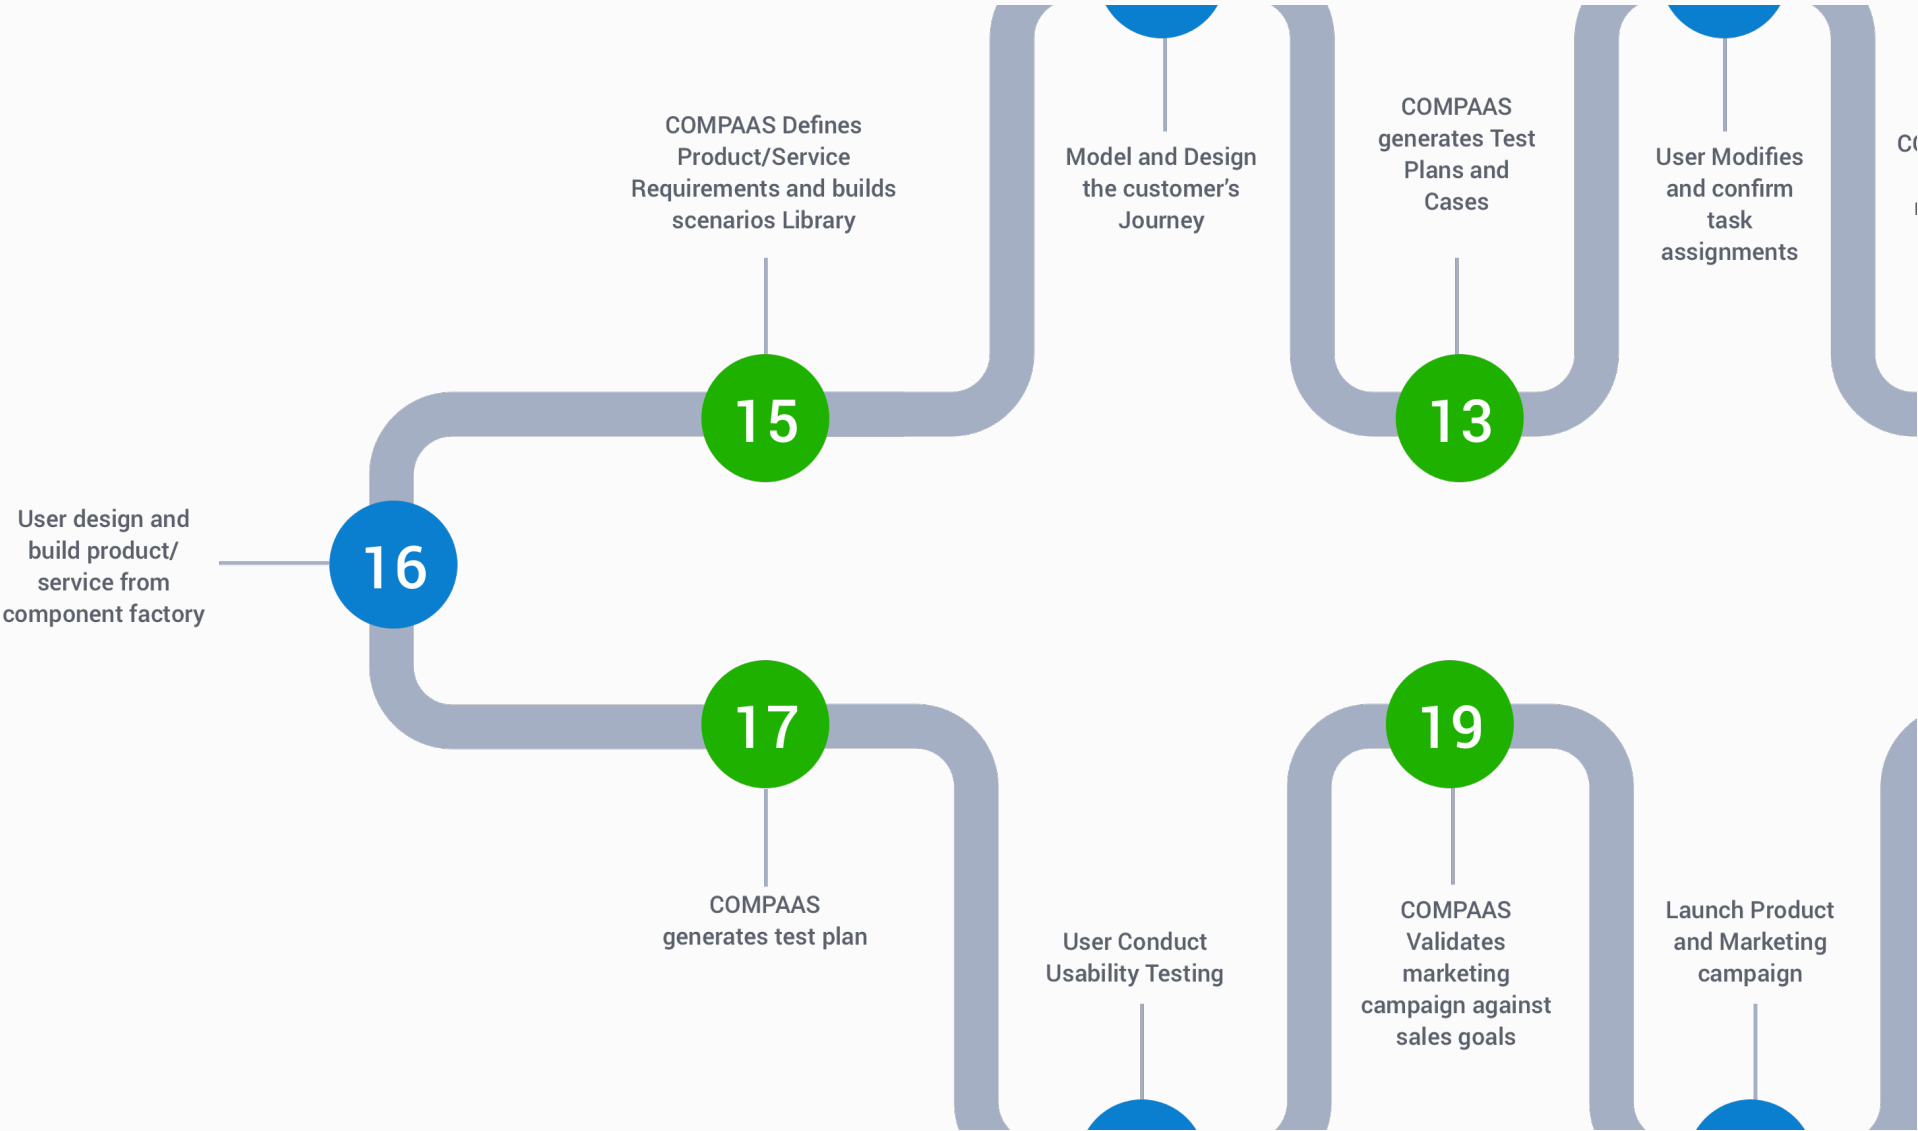 COMPAAS Defines
Product/Service
Requirements and builds
scenarios Library
Model and Design
the customer's
Journey
COMPAAS
generates Test
Plans and
Cases
User Modifies
and confirm
task
assignments
15
13
User design and
build product/
service from
component factory
16
17
19
COMPAAS
generates test plan
User Conduct
Usability Testing
COMPAAS
Validates
marketing
campaign against
sales goals
Launch Product
and Marketing
campaign